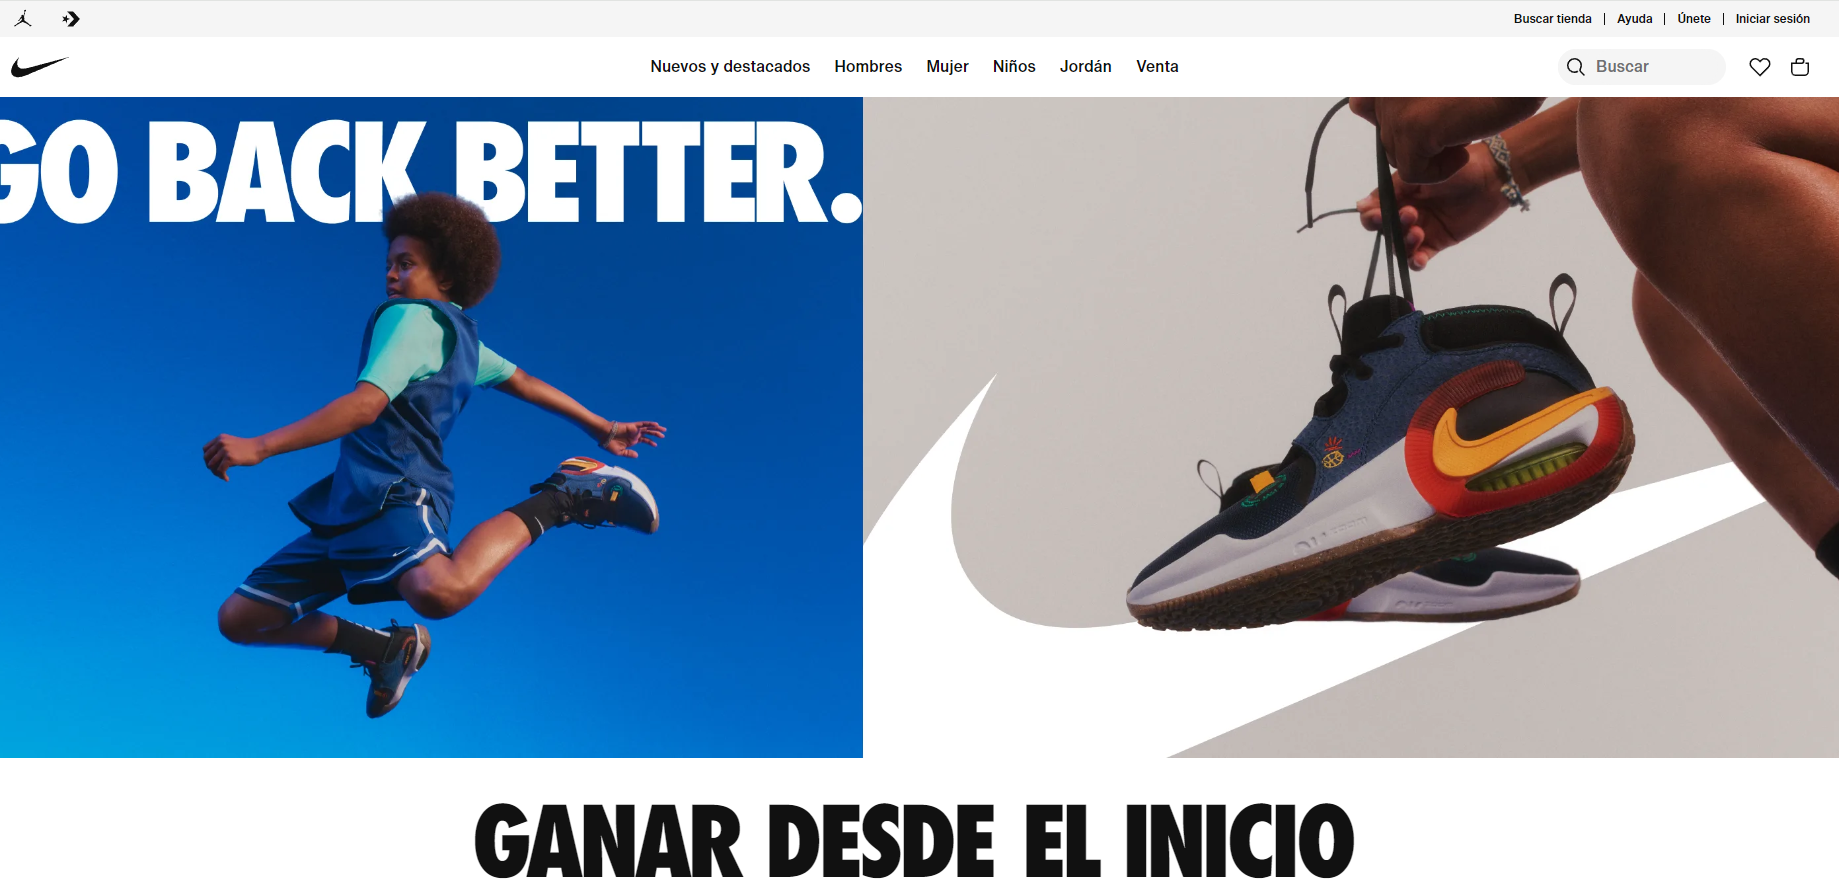 Buscar tienda | Ayuda | Únete | Iniciar sesión
Nuevos y destacados Hombres Mujer Niños Jordán Venta Buscar
GO BACK BETTER.
GANAR DESDE EL INICIO